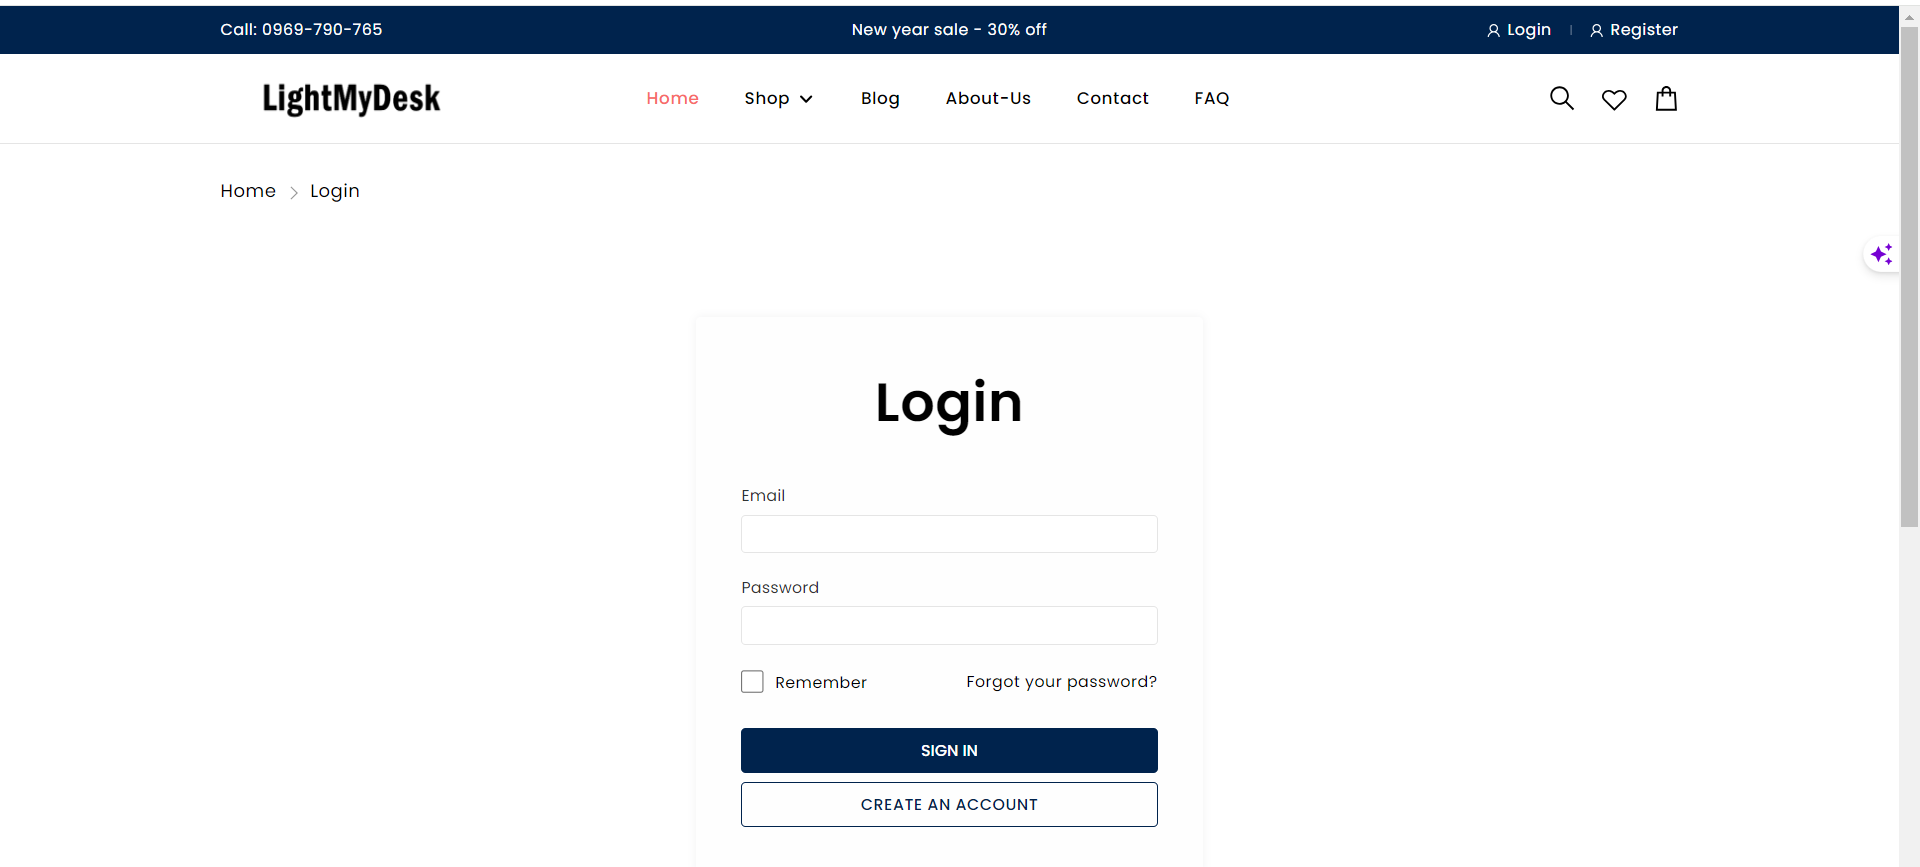 Call: 0969-790-765
New year sale - 30% off
Login
Register
LightMyDesk
Home
Shop
Blog
About-Us
Contact
FAQ
Home
Login
Login
Email
Password
Remember
Forgot your password?
SIGN IN
CREATE AN ACCOUNT